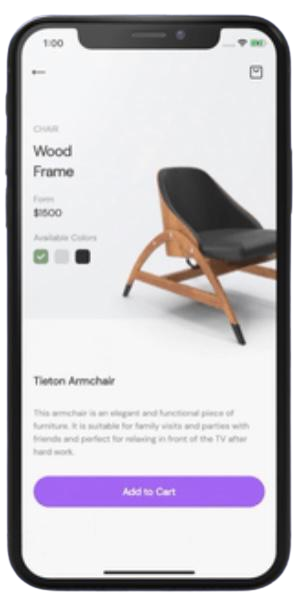 1:00
CHAIR
Wood
Frame
Form
$1500
Available Colors
Tieton Armchair
This armchair is an elegant and functional piece of
furniture. It is suitable for family visits and parties with
friends and perfect for relaxing in front of the TV after
hard work.
Add to Cart